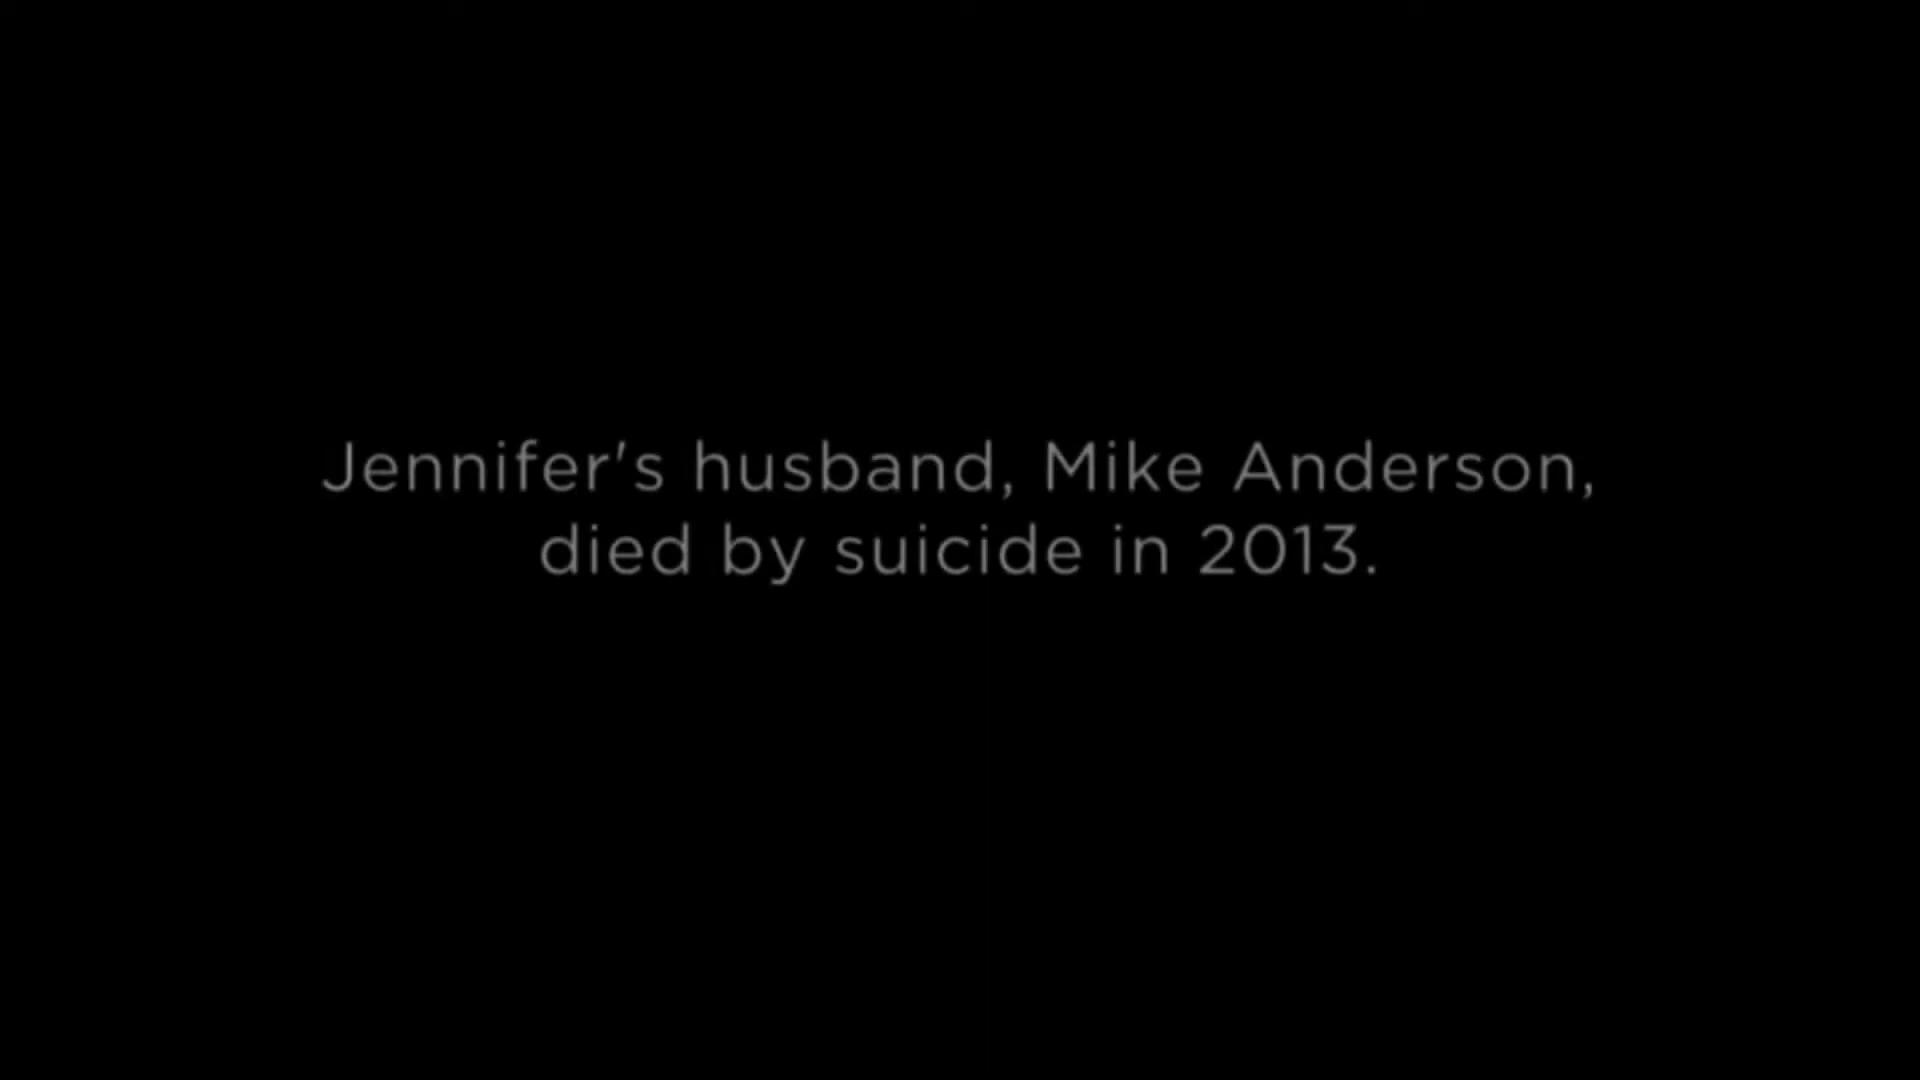 Jennifer's husband, Mike Anderson,
died by suicide in 2013.